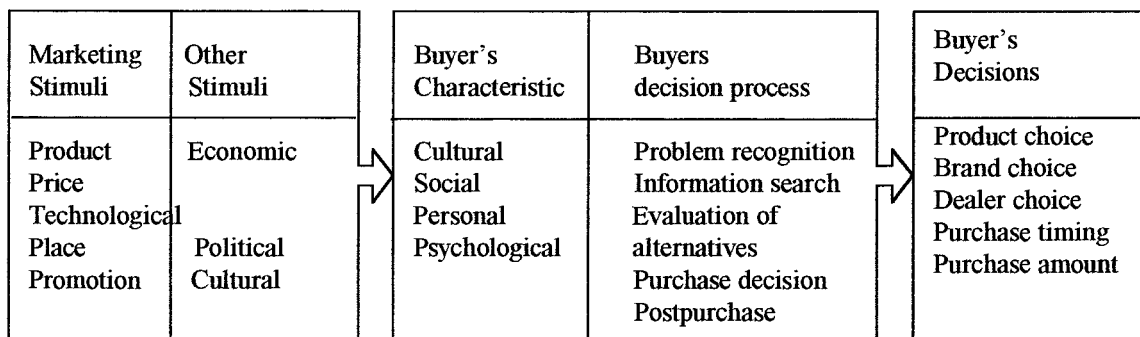 Marketing
Stimuli
Other
Stimuli
Product
Price
Technological
Place
Promotion
Economic
Political
Cultural
Buyer's
Characteristic
Buyers
decision process
Cultural
Social
Personal
Psychological
Problem recognition
Information search
Evaluation of
alternatives
Purchase decision
Postpurchase
Buyer's
Decisions
Product choice
Brand choice
Dealer choice
Purchase timing
Purchase amount